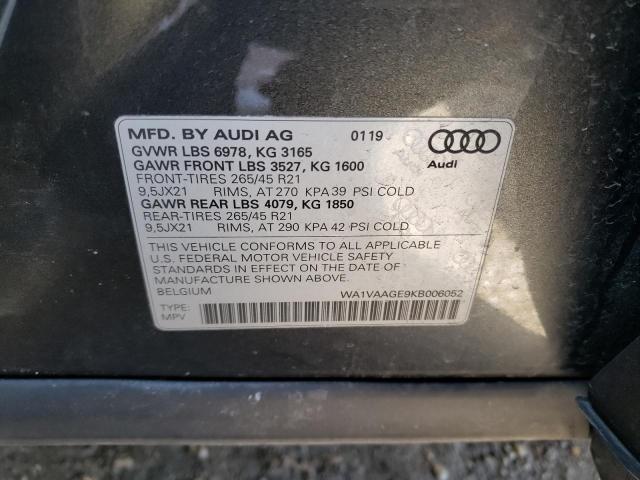 MFD. BY AUDI AG 0119
GVWR LBS 6978, KG 3165
GAWR FRONT LBS 3527, KG 1600
FRONT-TIRES 265/45 R21
9,5JX21 RIMS, AT 270 KPA 39 PSI COLD
GAWR REAR LBS 4079, KG 1850
REAR-TIRES 265/45 R21
9,5JX21 RIMS, AT 290 KPA 42 PSI COLD
THIS VEHICLE CONFORMS TO ALL APPLICABLE
U.S. FEDERAL MOTOR VEHICLE SAFETY
STANDARDS IN EFFECT ON THE DATE OF
MANUFACTURE SHOWN ABOVE.
BELGIUM WA1VAAGE9KB006052
TYPE:
MPV
Audi
Audi